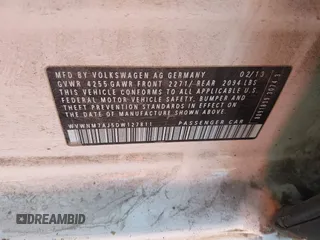 MFD BY VOLKSWAGEN AG GERMANY 02/13
GVWR 4255 GAWR FRONT 2271/ REAR 2094 LBS
THIS VEHICLE CONFORMS TO ALL APPLICABLE
FEDERAL MOTOR VEHICLE SAFETY, BUMPER AND
THEFT PREVENTION STANDARDS IN EFFECT ON
THE DATE OF MANUFACTURE SHOWN ABOVE.
PASSENGER CAR
DREAMBID